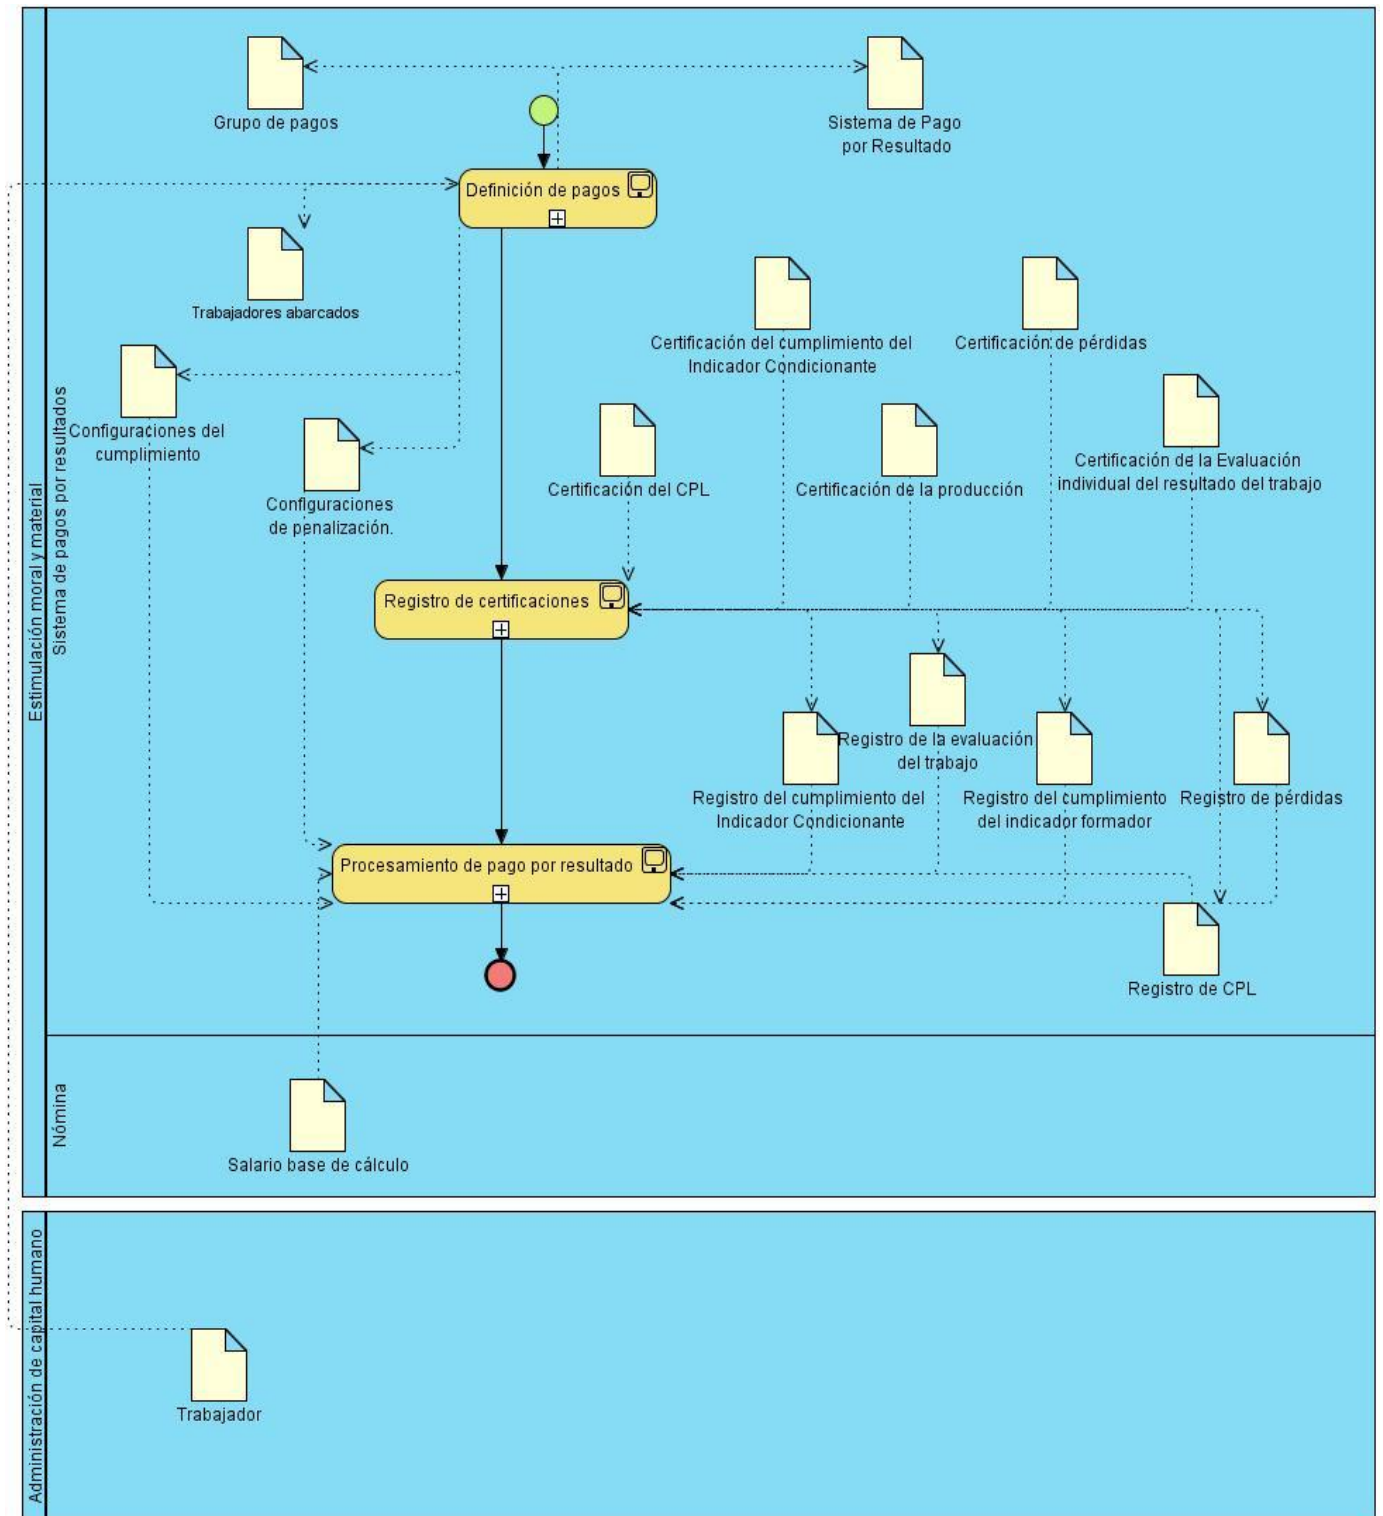 Grupo de pagos
Sistema de Pago
por Resultado
Definición de pagos
Trabajadores abarcados
Certificación del cumplimiento del
Indicador Condicionante
Certificación de pérdidas
Configuraciones del
cumplimiento
Configuraciones
de penalización.
Certificación del CPL
Certificación de la producción
Certificación de la Evaluación
individual del resultado del trabajo
Estimulación moral y material
Sistema de pagos por resultados
Registro de certificaciones
Registro de la evaluación
del trabajo
Registro del cumplimiento del
Indicador Condicionante
Registro del cumplimiento
del indicador formador
Registro de pérdidas
Procesamiento de pago por resultado
Registro de CPL
Nómina
Salario base de cálculo
Administración de capital humano
Trabajador